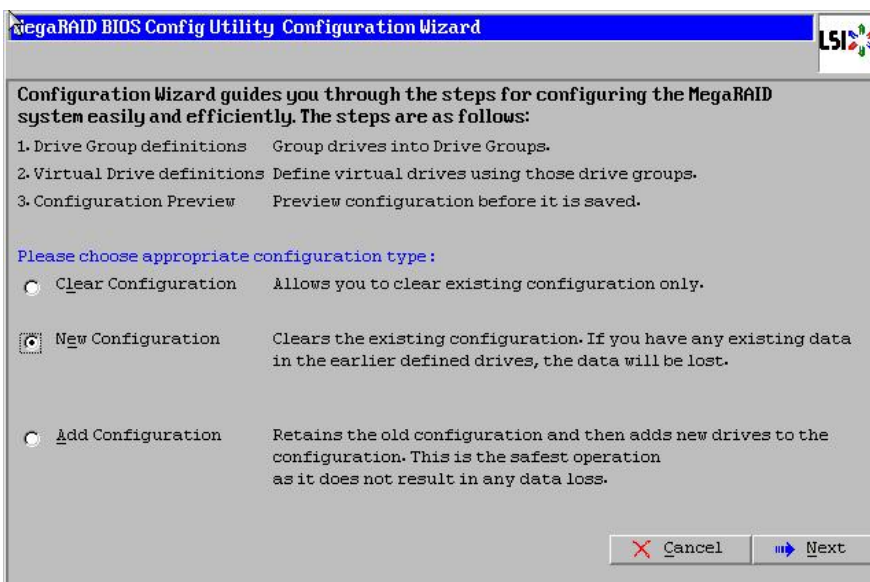 MegaRAID BIOS Config Utility Configuration Wizard
LSI
Configuration Wizard guides you through the steps for configuring the MegaRAID
system easily and efficiently. The steps are as follows:
1. Drive Group definitions Group drives into Drive Groups.
2. Virtual Drive definitions Define virtual drives using those drive groups.
3. Configuration Preview Preview configuration before it is saved.
Please choose appropriate configuration type:
Clear Configuration Allows you to clear existing configuration only.
New Configuration Clears the existing configuration. If you have any existing data
in the earlier defined drives, the data will be lost.
Add Configuration Retains the old configuration and then adds new drives to the
configuration. This is the safest operation
as it does not result in any data loss.
Cancel Next